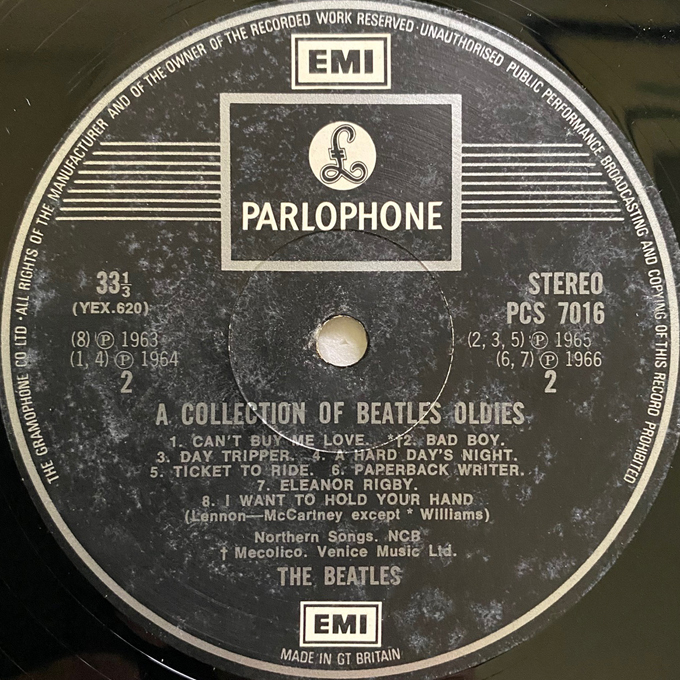 THE GRAMOPHONE CO LTD · ALL RIGHTS OF THE MANUFACTURER AND OF THE OWNER OF THE RECORDED WORK RESERVED · UNAUTHORISED PUBLIC PERFORMANCE BROADCASTING AND COPYING OF THIS RECORD PROHIBITED
EMI
£
PARLOPHONE
33⅓
STEREO
(YEX.620)
PCS 7016
(8) Ⓟ 1963
(2, 3, 5) Ⓟ 1965
(1, 4) Ⓟ 1964
(6, 7) Ⓟ 1966
2
2
A COLLECTION OF BEATLES OLDIES
1. CAN'T BUY ME LOVE. *†2. BAD BOY.
3. DAY TRIPPER. 4. A HARD DAY'S NIGHT.
5. TICKET TO RIDE. 6. PAPERBACK WRITER.
7. ELEANOR RIGBY.
8. I WANT TO HOLD YOUR HAND
(Lennon—McCartney except * Williams)
Northern Songs. NCB
† Mecolico. Venice Music Ltd.
THE BEATLES
EMI
MADE IN GT BRITAIN